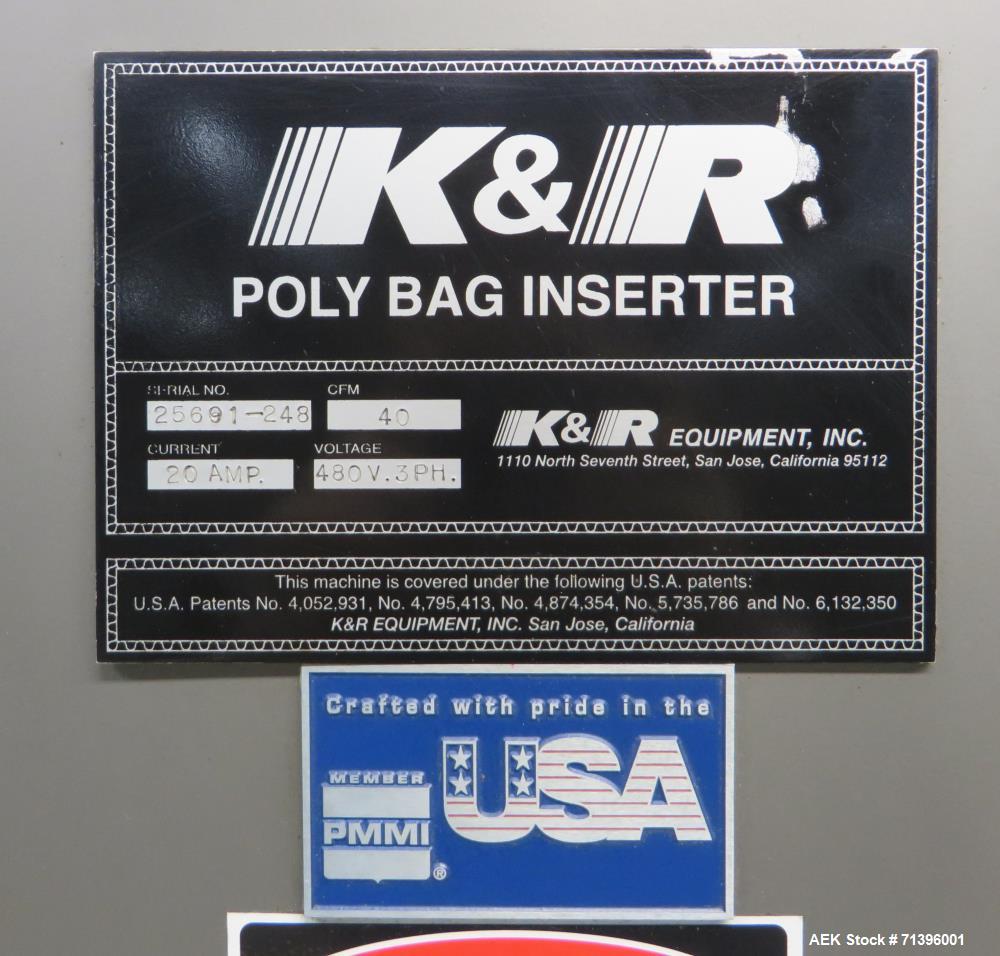 K&R
POLY BAG INSERTER
SERIAL NO. CFM
25691-248 40
CURRENT VOLTAGE
20 AMP. 480V.3PH.
K&R EQUIPMENT, INC.
1110 North Seventh Street, San Jose, California 95112
This machine is covered under the following U.S.A. patents:
U.S.A. Patents No. 4,052,931, No. 4,795,413, No. 4,874,354, No. 5,735,786 and No. 6,132,350
K&R EQUIPMENT, INC. San Jose, California
Crafted with pride in the
USA
MEMBER
PMMI
®
AEK Stock #71396001